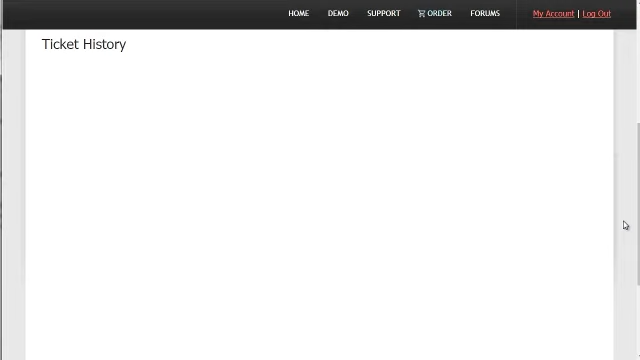 HOME DEMO SUPPORT ORDER FORUMS My Account | Log Out
Ticket History